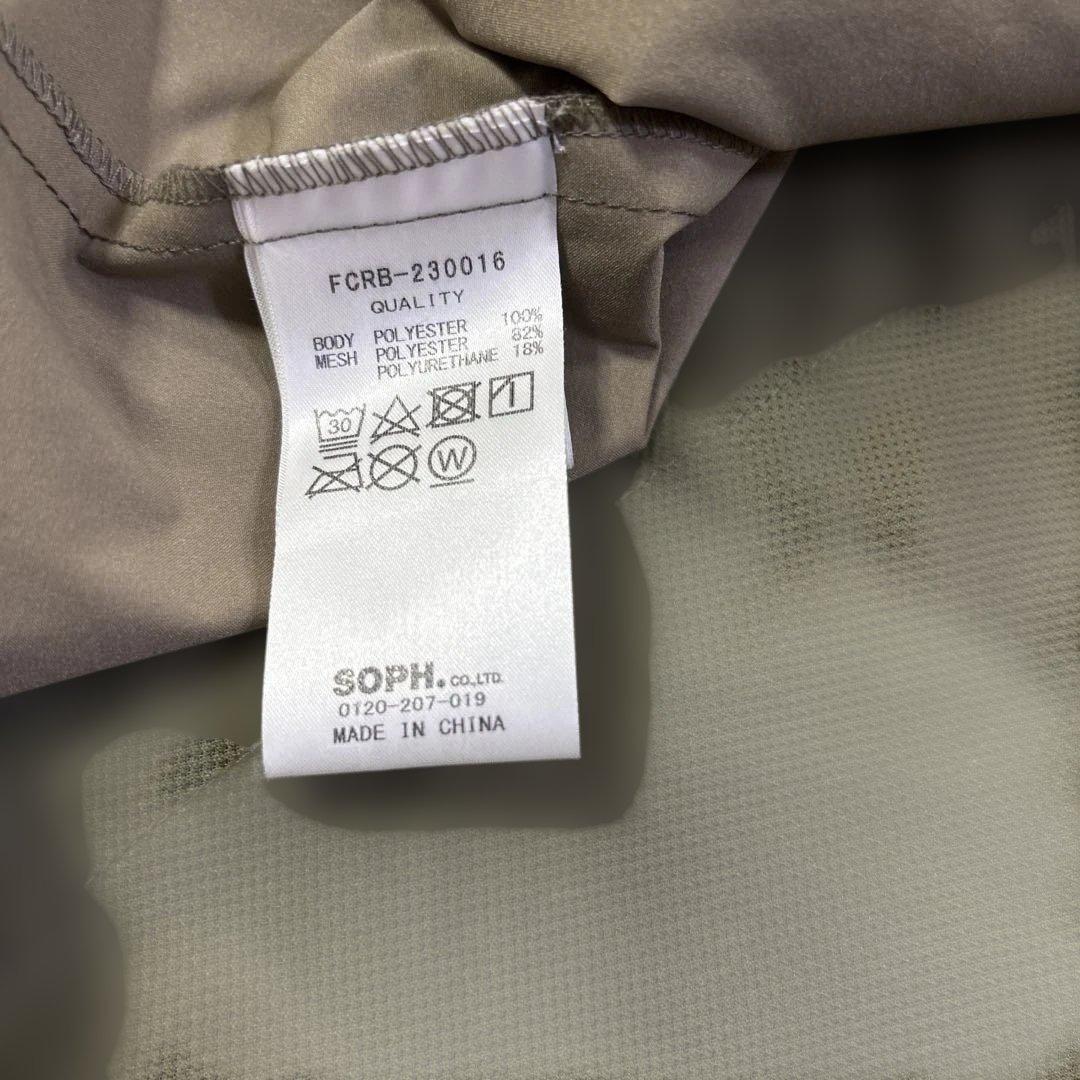 FCRB-230016
QUALITY
BODY POLYESTER 100%
MESH POLYESTER 82%
POLYURETHANE 18%
30
W
SOPH. CO.,LTD.
0120-207-019
MADE IN CHINA